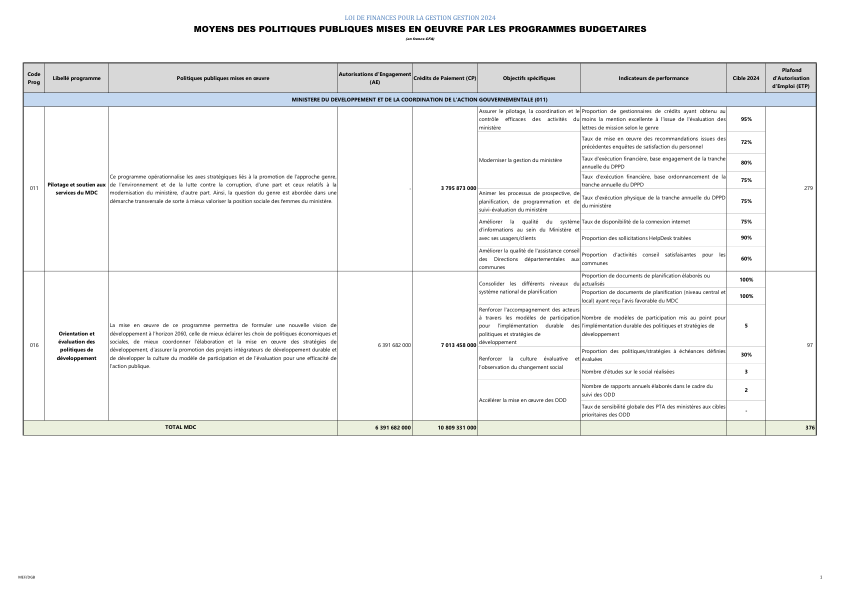 LOI DE FINANCES POUR LA GESTION GESTION 2024
MOYENS DES POLITIQUES PUBLIQUES MISES EN OEUVRE PAR LES PROGRAMMES BUDGETAIRES
(en francs CFA)
Code Prog
Libellé programme
Politiques publiques mises en œuvre
Autorisations d'Engagement (AE)
Crédits de Paiement (CP)
Objectifs spécifiques
Indicateurs de performance
Cible 2024
Plafond d'Autorisation d'Emploi (ETP)
MINISTERE DU DEVELOPPEMENT ET DE LA COORDINATION DE L'ACTION GOUVERNEMENTALE (011)
011
Pilotage et soutien aux
services du MDC
Ce programme opérationnalise les axes stratégiques liés à la promotion de l'approche genre,
de l'environnement et de la lutte contre la corruption, d'une part et ceux relatifs à la
modernisation du ministère, d'autre part. Ainsi, la question du genre est abordée dans une
démarche transversale de sorte à mieux valoriser la position sociale des femmes du ministère.
-
3 795 873 000
Assurer le pilotage, la coordination et le
contrôle efficaces des activités du
ministère
Proportion de gestionnaires de crédits ayant obtenu au
moins la mention excellente à l'issue de l'évaluation des
lettres de mission selon le genre
95%
Moderniser la gestion du ministère
Taux de mise en œuvre des recommandations issues des
précédentes enquêtes de satisfaction du personnel
72%
Taux d'exécution financière, base engagement de la tranche
annuelle du DPPD
80%
Taux d'exécution financière, base ordonnancement de la
tranche annuelle du DPPD
75%
Animer les processus de prospective, de
planification, de programmation et de
suivi-évaluation du ministère
Taux d'exécution physique de la tranche annuelle du DPPD
du ministère
75%
Améliorer la qualité du système
d'informations au sein du Ministère et
avec ses usagers/clients
Taux de disponibilité de la connexion internet
75%
Proportion des sollicitations HelpDesk traitées
90%
Améliorer la qualité de l'assistance conseil
des Directions départementales aux
communes
Proportion d'activités conseil satisfaisantes pour les
communes
60%
279
016
Orientation et
évaluation des
politiques de
développement
La mise en œuvre de ce programme permettra de formuler une nouvelle vision de
développement à l'horizon 2060, celle de mieux éclairer les choix de politiques économiques et
sociales, de mieux coordonner l'élaboration et la mise en œuvre des stratégies de
développement, d'assurer la promotion des projets intégrateurs de développement durable et
de développer la culture du modèle de participation et de l'évaluation pour une efficacité de
l'action publique.
6 391 682 000
7 013 458 000
Consolider les différents niveaux du
système national de planification
Proportion de documents de planification élaborés ou
actualisés
100%
Proportion de documents de planification (niveau central et
local) ayant reçu l'avis favorable du MDC
100%
Renforcer l'accompagnement des acteurs
à travers les modèles de participation
pour l'implémentation durable des
politiques et stratégies de
développement
Nombre de modèles de participation mis au point pour
l'implémentation durable des politiques et stratégies de
développement
5
Renforcer la culture évaluative et
l'observation du changement social
Proportion des politiques/stratégies à échéances définies
évaluées
30%
Nombre d'études sur le social réalisées
3
Accélérer la mise en œuvre des ODD
Nombre de rapports annuels élaborés dans le cadre du
suivi des ODD
2
Taux de sensibilité globale des PTA des ministères aux cibles
prioritaires des ODD
-
97
TOTAL MDC
6 391 682 000
10 809 331 000
376
MEF/DGB
3